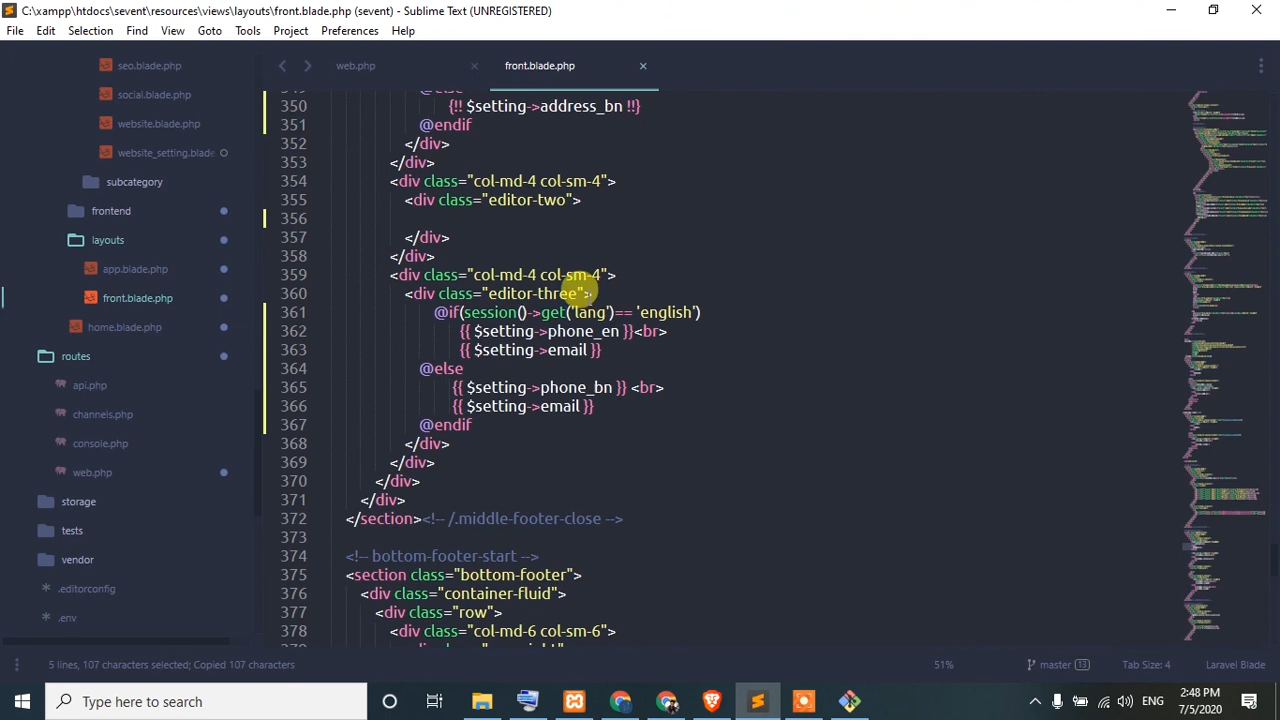 C:\xampp\htdocs\sevent\resources\views\layouts\front.blade.php (sevent) - Sublime Text (UNREGISTERED)
File Edit Selection Find View Goto Tools Project Preferences Help
seo.blade.php
social.blade.php
website.blade.php
website_setting.blade
subcategory
frontend
layouts
app.blade.php
front.blade.php
home.blade.php
routes
api.php
channels.php
console.php
web.php
storage
tests
vendor
.editorconfig
.env
web.php front.blade.php
350 {!! $setting->address_bn !!}
351 @endif
352 </div>
353 </div>
354 <div class="col-md-4 col-sm-4">
355 <div class="editor-two">
356
357 </div>
358 </div>
359 <div class="col-md-4 col-sm-4">
360 <div class="editor-three">
361 @if(session()->get('lang')== 'english')
362 {{ $setting->phone_en }}<br>
363 {{ $setting->email }}
364 @else
365 {{ $setting->phone_bn }} <br>
366 {{ $setting->email }}
367 @endif
368 </div>
369 </div>
370 </div>
371 </div>
372 </section><!-- /.middle-footer-close -->
373
374 <!-- bottom-footer-start -->
375 <section class="bottom-footer">
376 <div class="container-fluid">
377 <div class="row">
378 <div class="col-md-6 col-sm-6">
5 lines, 107 characters selected; Copied 107 characters 51% master 13 Tab Size: 4 Laravel Blade
Type here to search
ENG
2:48 PM
7/5/2020